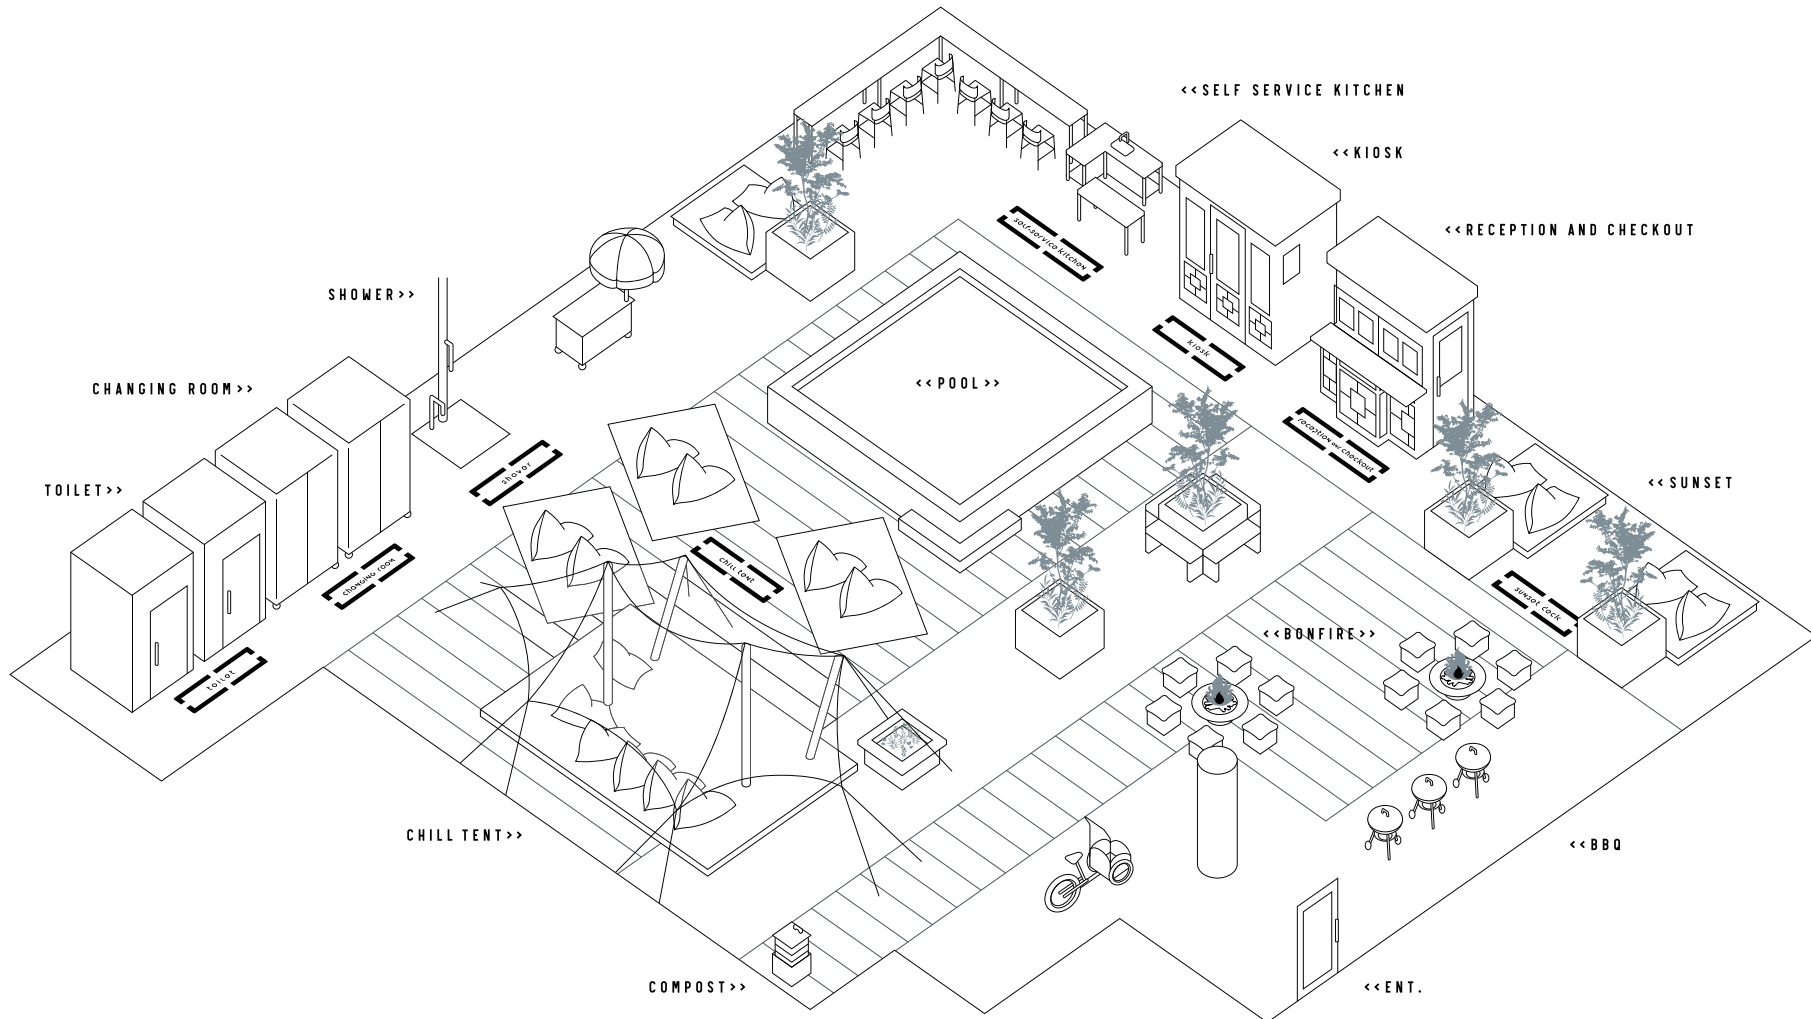 <<SELF SERVICE KITCHEN
<<KIOSK
<<RECEPTION AND CHECKOUT
self-service kitchen
SHOWER>>
kiosk
CHANGING ROOM>>
<<POOL>>
reception and checkout
TOILET>>
shower
<<SUNSET
changing room
chill tent
sunset cock
<<BONFIRE>>
toilet
CHILL TENT>>
<<BBQ
COMPOST>>
<<ENT.